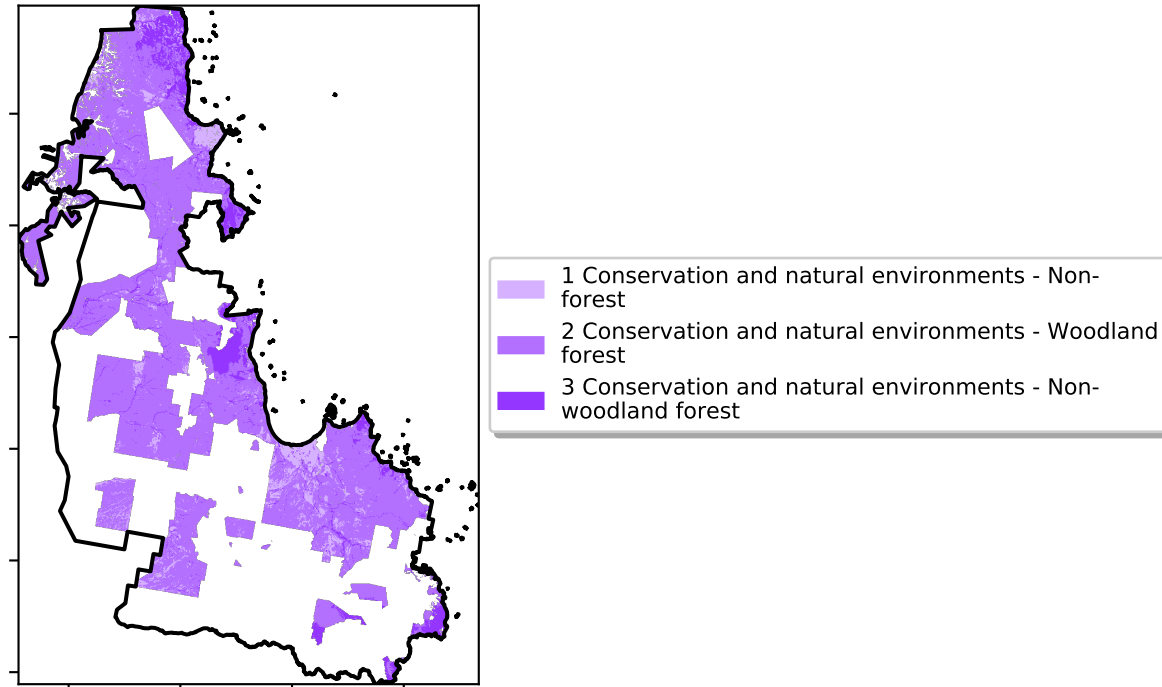 1 Conservation and natural environments - Non-
forest
2 Conservation and natural environments - Woodland
forest
3 Conservation and natural environments - Non-
woodland forest